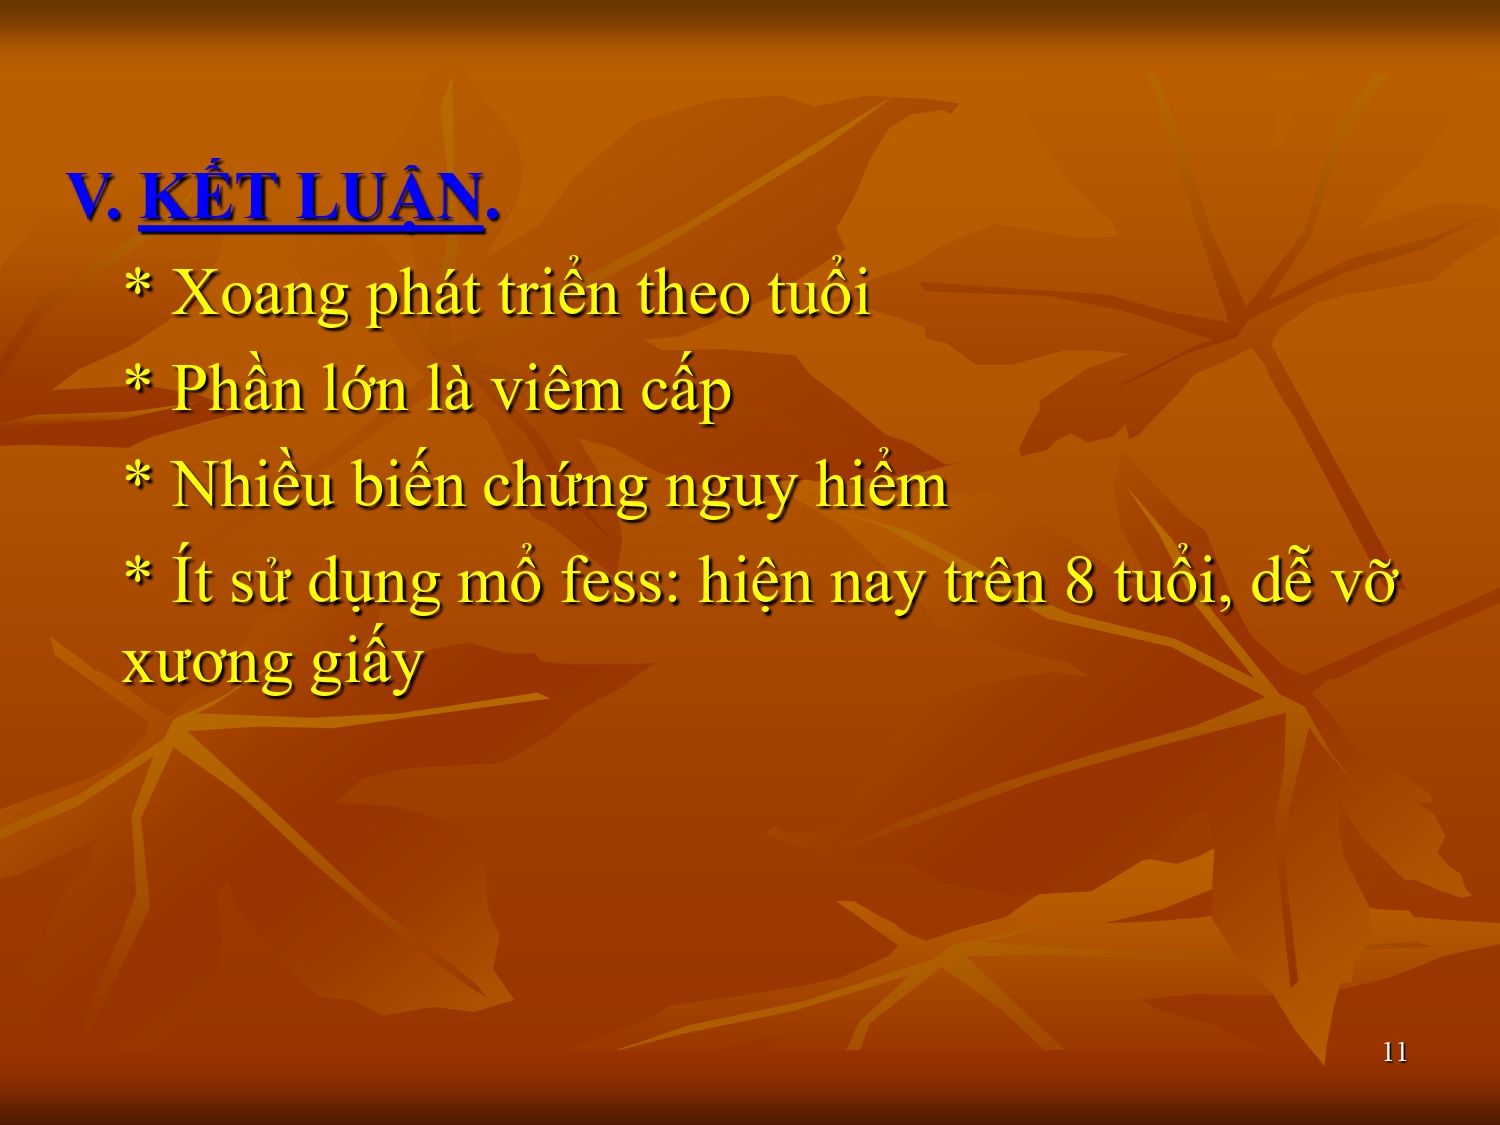 V. KẾT LUẬN.
* Xoang phát triển theo tuổi
* Phần lớn là viêm cấp
* Nhiều biến chứng nguy hiểm
* Ít sử dụng mổ fess: hiện nay trên 8 tuổi, dễ vỡ
xương giấy
11